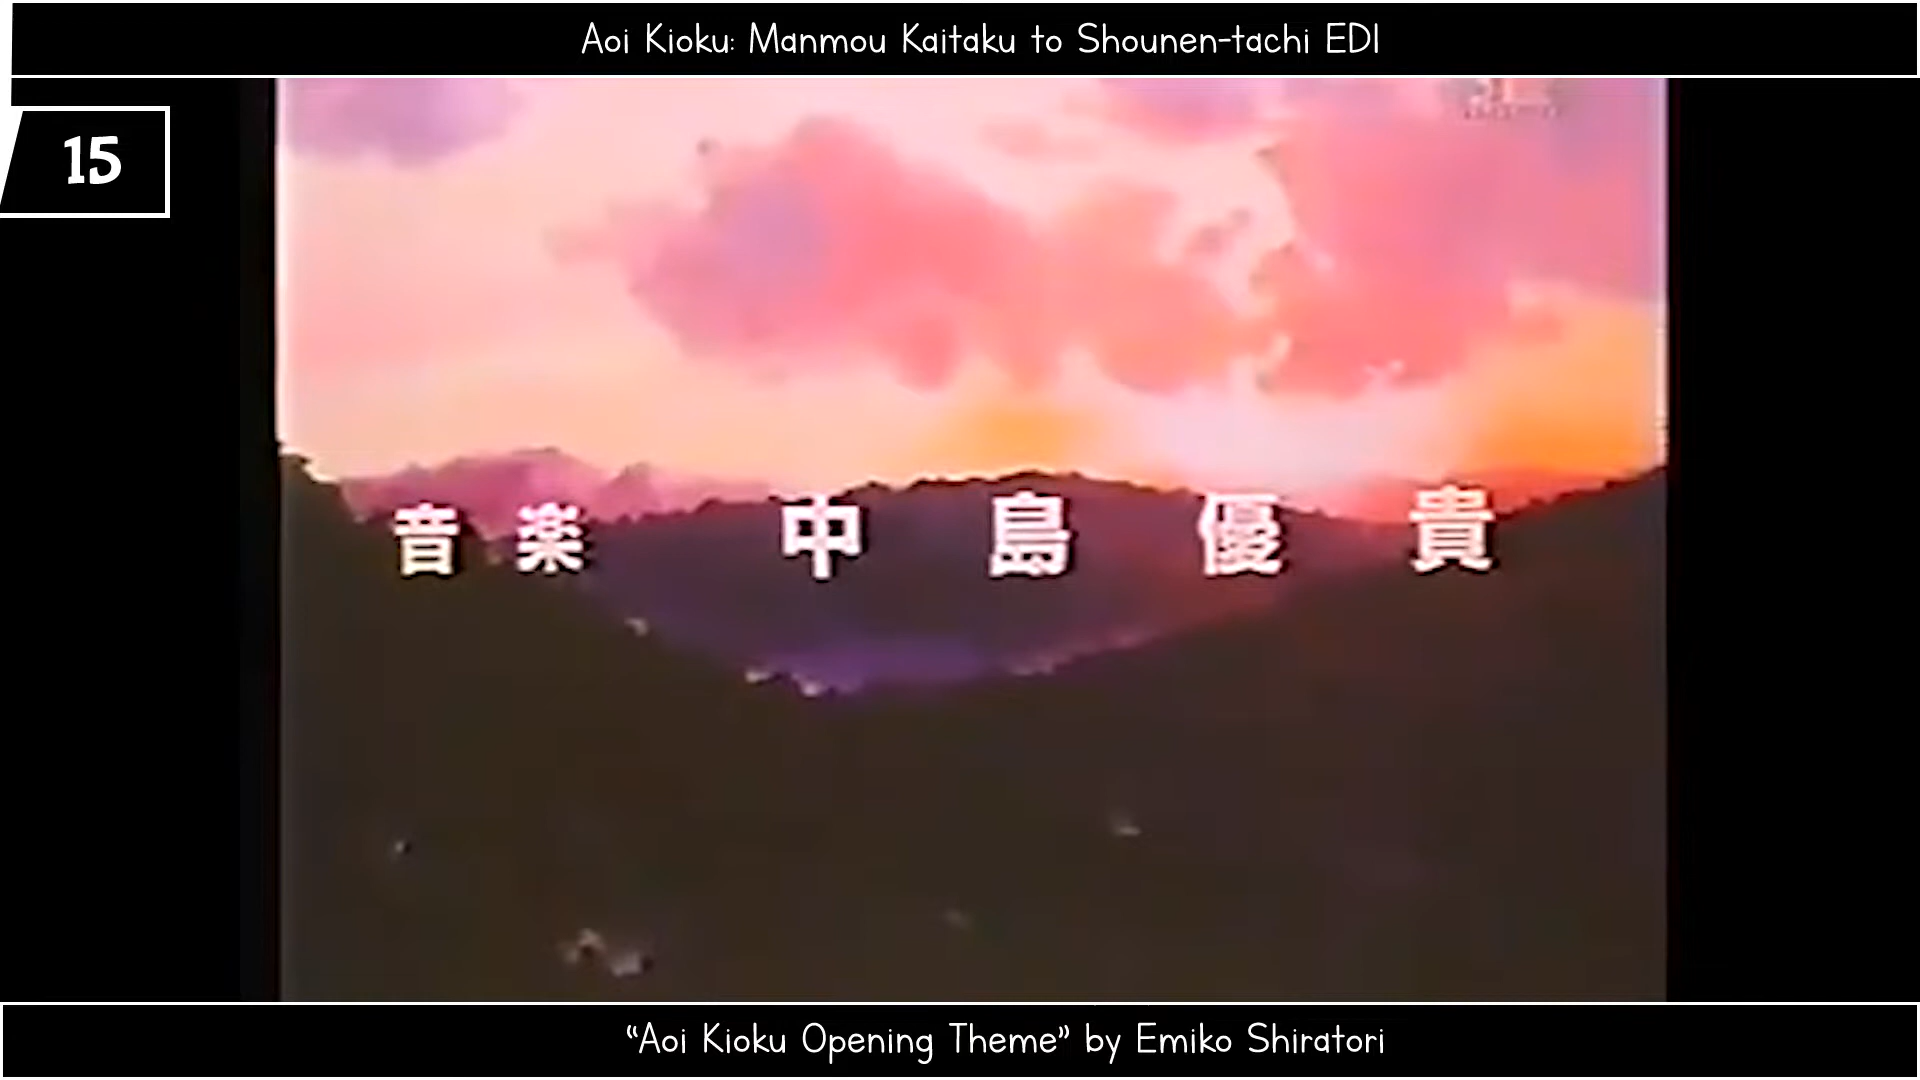 Aoi Kioku: Manmou Kaitaku to Shounen-tachi ED1
15
音楽 中島優貴
“Aoi Kioku Opening Theme” by Emiko Shiratori